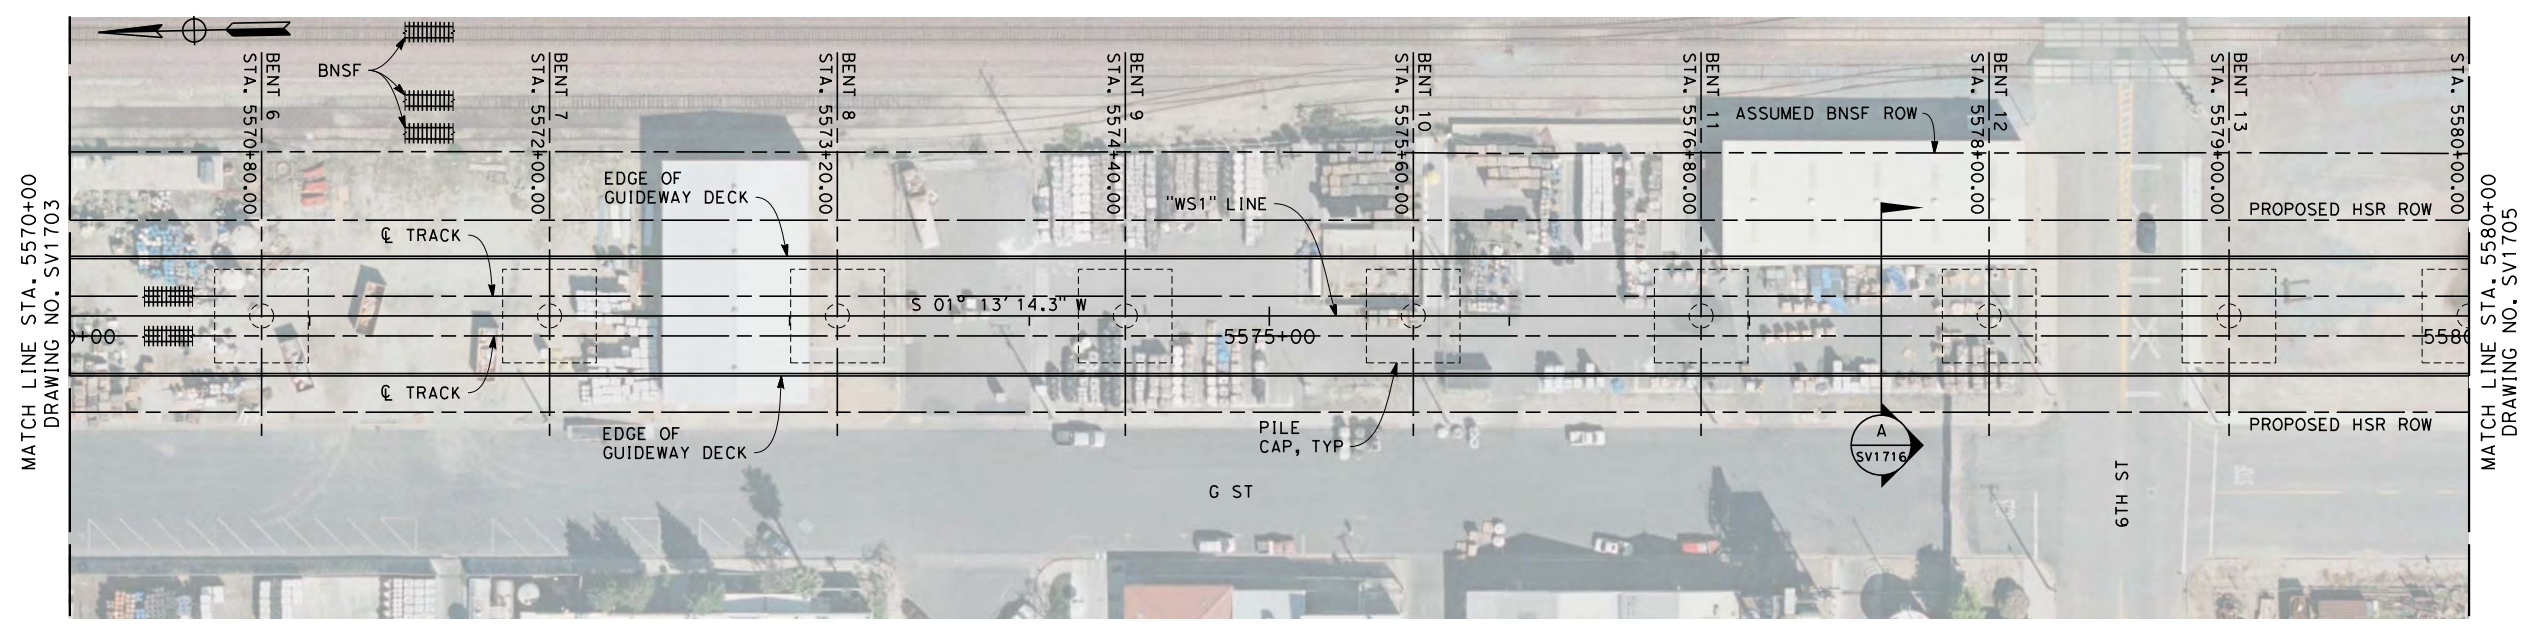 BNSF
BENT 6
STA. 5570+80.00
BENT 7
STA. 5572+00.00
BENT 8
STA. 5573+20.00
BENT 9
STA. 5574+40.00
BENT 10
STA. 5575+60.00
BENT 11
STA. 5576+80.00
BENT 12
STA. 5578+00.00
BENT 13
STA. 5579+00.00
STA. 5580+00.00
ASSUMED BNSF ROW
EDGE OF
GUIDEWAY DECK
"WS1" LINE
PROPOSED HSR ROW
℄ TRACK
S 01° 13' 14.3" W
0+00
5575+00
5580
℄ TRACK
EDGE OF
GUIDEWAY DECK
PILE
CAP, TYP
A
SV1716
PROPOSED HSR ROW
G ST
6TH ST
MATCH LINE STA. 5570+00
DRAWING NO. SV1703
MATCH LINE STA. 5580+00
DRAWING NO. SV1705